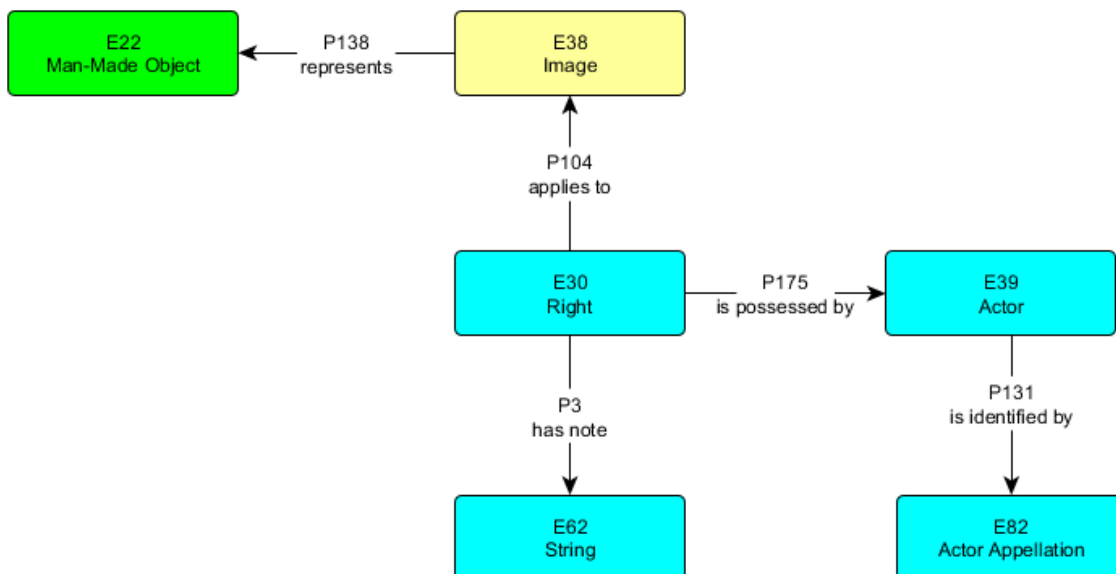 E22
Man-Made Object
P138
represents
E38
Image
P104
applies to
E30
Right
P175
is possessed by
E39
Actor
P3
has note
P131
is identified by
E62
String
E82
Actor Appellation